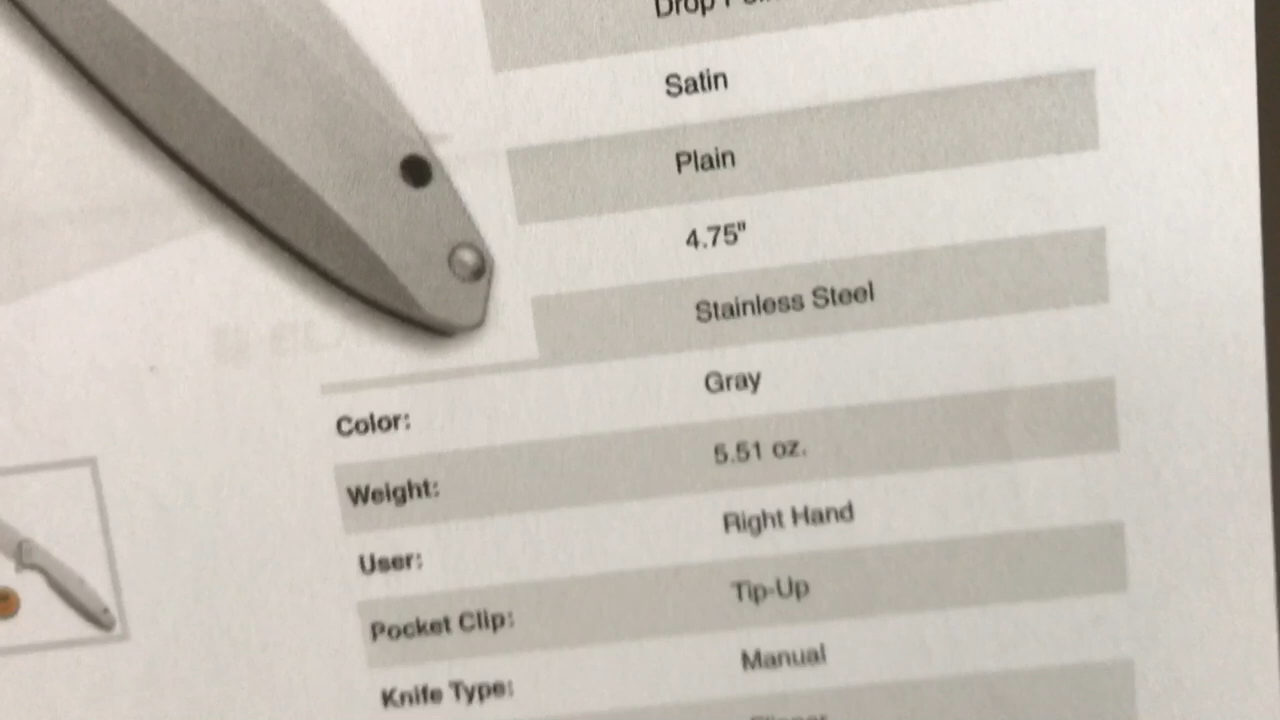 Drop
Satin
Plain
4.75"
Stainless Steel
Color: Gray
Weight: 5.51 oz.
User: Right Hand
Pocket Clip: Tip-Up
Knife Type: Manual